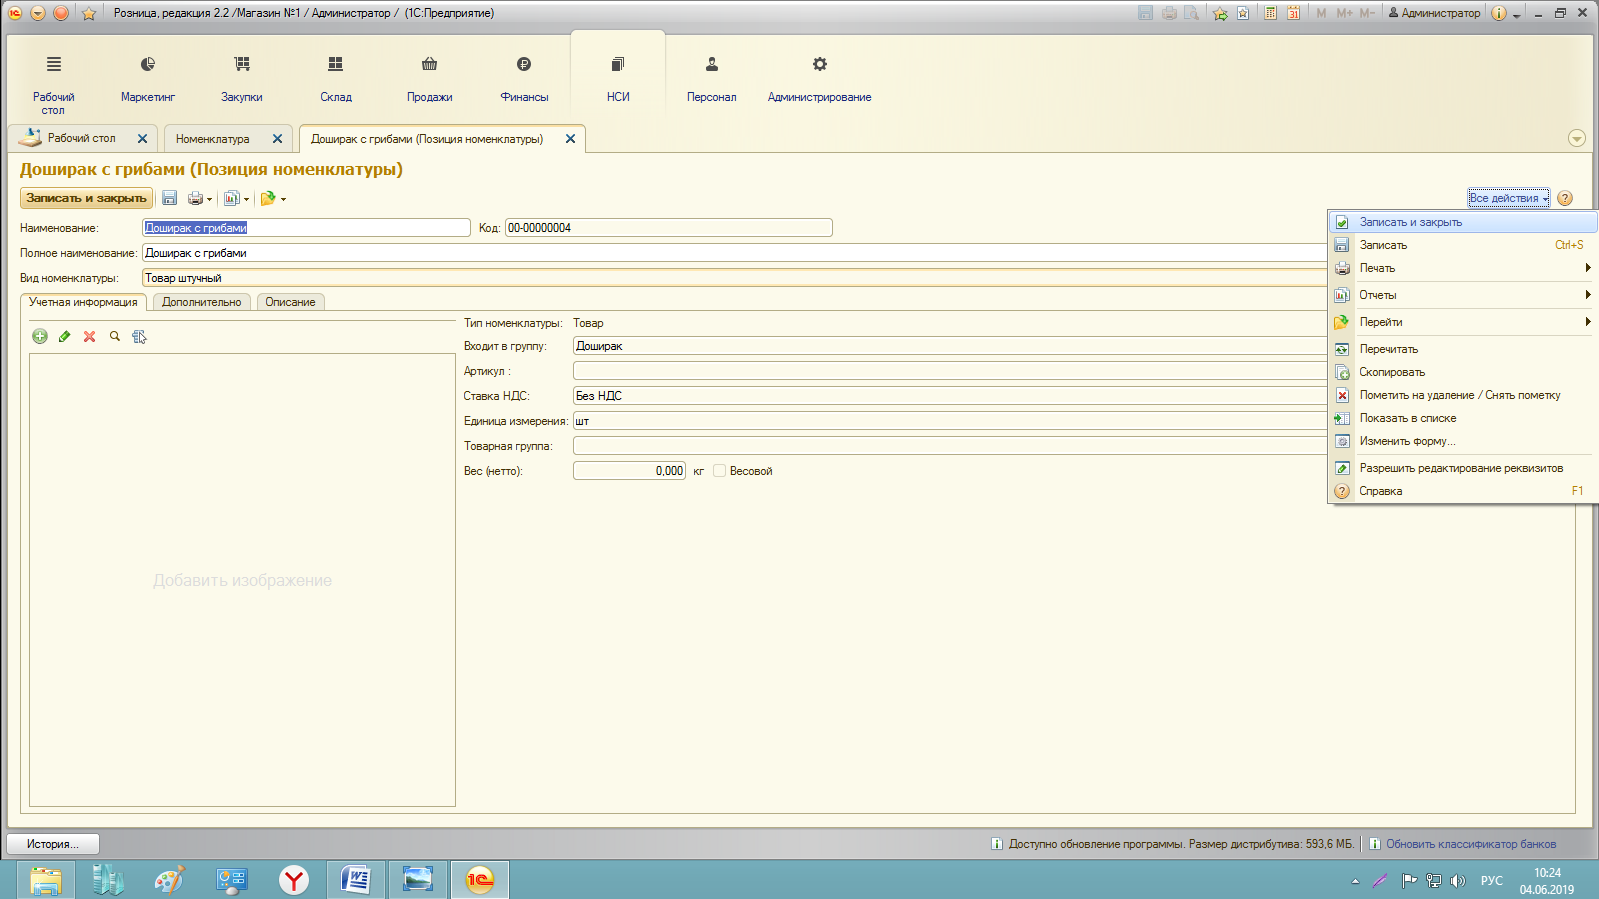 Розница, редакция 2.2 /Магазин №1 / Администратор / (1С:Предприятие)
M M+ M- Администратор
Рабочий стол
Маркетинг
Закупки
Склад
Продажи
Финансы
НСИ
Персонал
Администрирование
Рабочий стол
Номенклатура
Доширак с грибами (Позиция номенклатуры)
Доширак с грибами (Позиция номенклатуры)
Записать и закрыть
Все действия
Наименование: Доширак с грибами Код: 00-00000004
Полное наименование: Доширак с грибами
Вид номенклатуры: Товар штучный
Учетная информация Дополнительно Описание
Добавить изображение
Тип номенклатуры: Товар
Входит в группу: Доширак
Артикул :
Ставка НДС: Без НДС
Единица измерения: шт
Товарная группа:
Вес (нетто): 0,000 кг Весовой
Записать и закрыть
Записать Ctrl+S
Печать
Отчеты
Перейти
Перечитать
Скопировать
Пометить на удаление / Снять пометку
Показать в списке
Изменить форму...
Разрешить редактирование реквизитов
Справка F1
История...
Доступно обновление программы. Размер дистрибутива: 593,6 МБ.
Обновить классификатор банков
РУС
10:24
04.06.2019